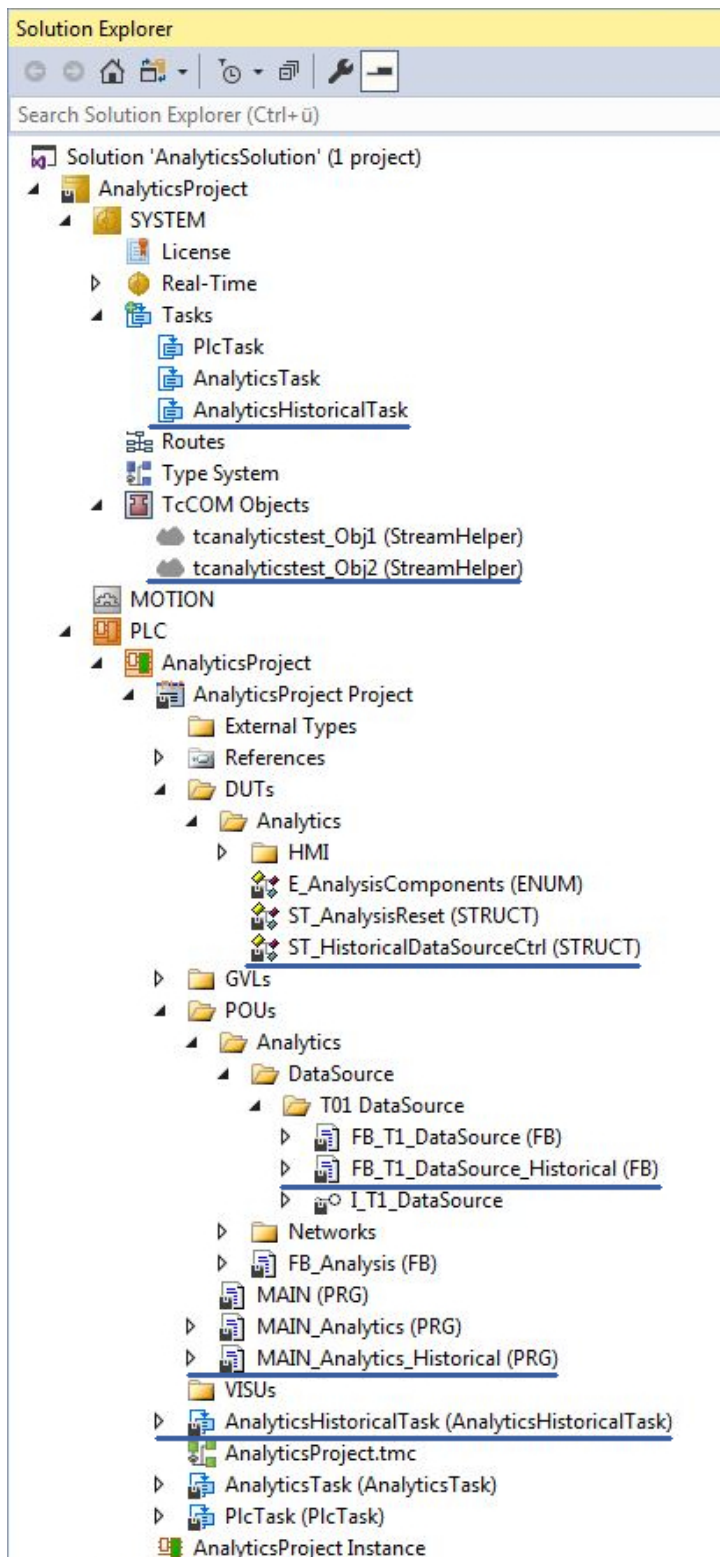 Solution Explorer
Search Solution Explorer (Ctrl+ü)
Solution 'AnalyticsSolution' (1 project)
AnalyticsProject
SYSTEM
License
Real-Time
Tasks
PlcTask
AnalyticsTask
AnalyticsHistoricalTask
Routes
Type System
TcCOM Objects
tcanalyticstest_Obj1 (StreamHelper)
tcanalyticstest_Obj2 (StreamHelper)
MOTION
PLC
AnalyticsProject
AnalyticsProject Project
External Types
References
DUTs
Analytics
HMI
E_AnalysisComponents (ENUM)
ST_AnalysisReset (STRUCT)
ST_HistoricalDataSourceCtrl (STRUCT)
GVLs
POUs
Analytics
DataSource
T01 DataSource
FB_T1_DataSource (FB)
FB_T1_DataSource_Historical (FB)
I_T1_DataSource
Networks
FB_Analysis (FB)
MAIN (PRG)
MAIN_Analytics (PRG)
MAIN_Analytics_Historical (PRG)
VISUs
AnalyticsHistoricalTask (AnalyticsHistoricalTask)
AnalyticsProject.tmc
AnalyticsTask (AnalyticsTask)
PlcTask (PlcTask)
AnalyticsProject Instance